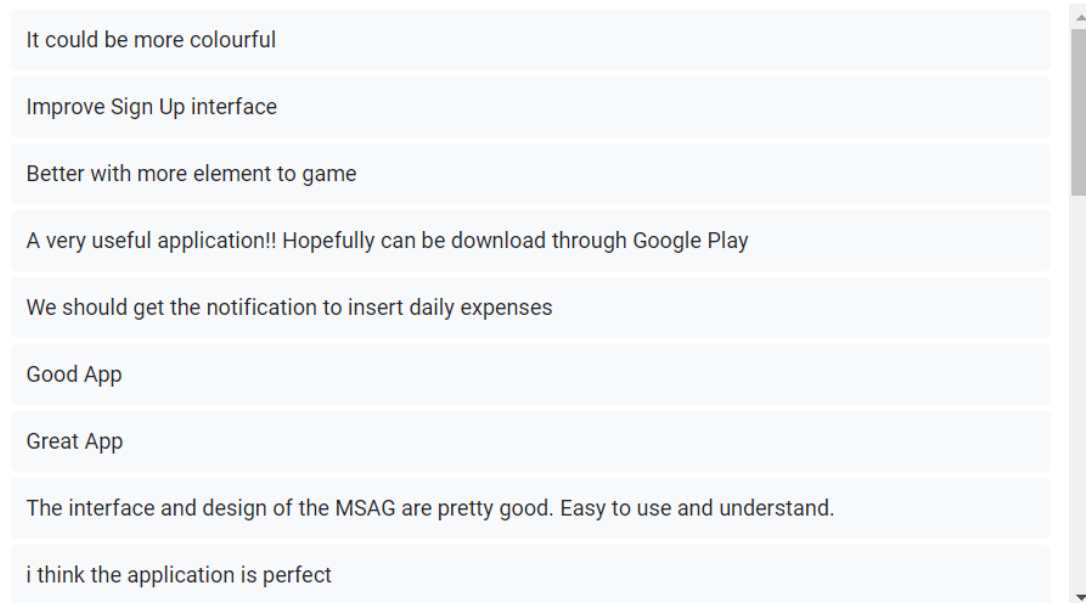 It could be more colourful
Improve Sign Up interface
Better with more element to game
A very useful application!! Hopefully can be download through Google Play
We should get the notification to insert daily expenses
Good App
Great App
The interface and design of the MSAG are pretty good. Easy to use and understand.
i think the application is perfect